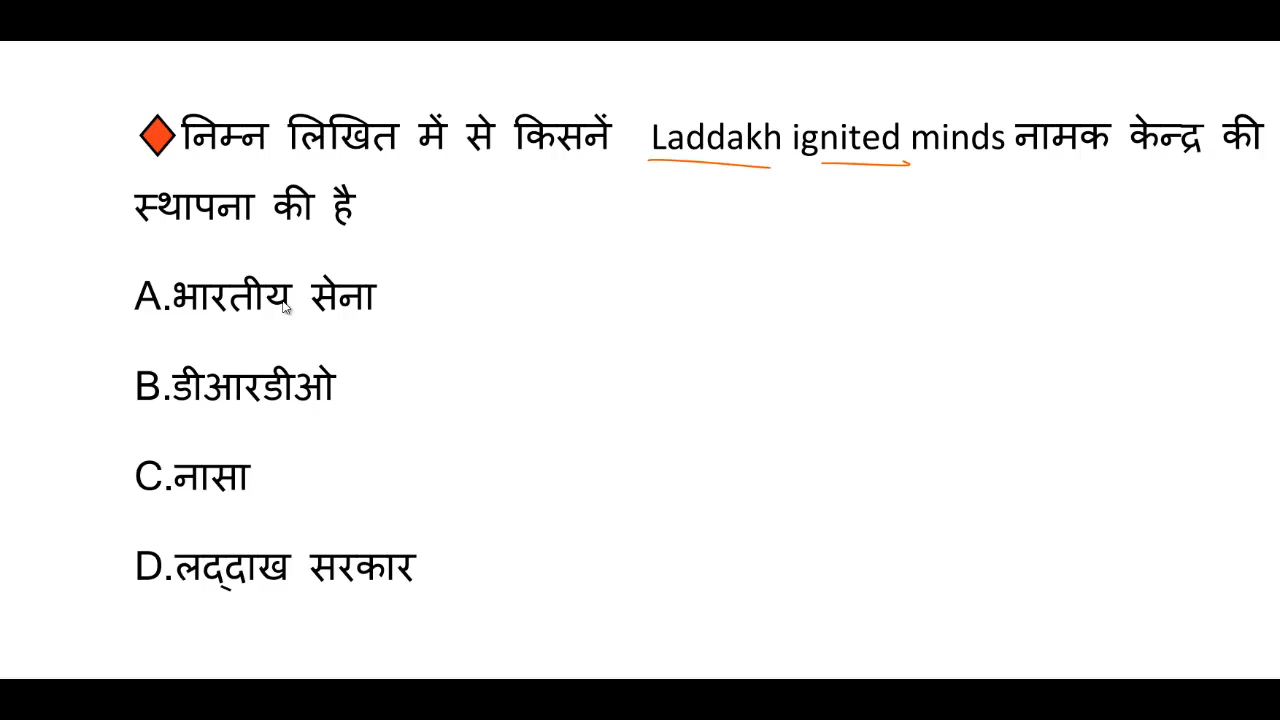 निम्न लिखित में से किसनें Laddakh ignited minds नामक केन्द्र की
स्थापना की है
A.भारतीय सेना
B.डीआरडीओ
C.नासा
D.लद्दाख सरकार